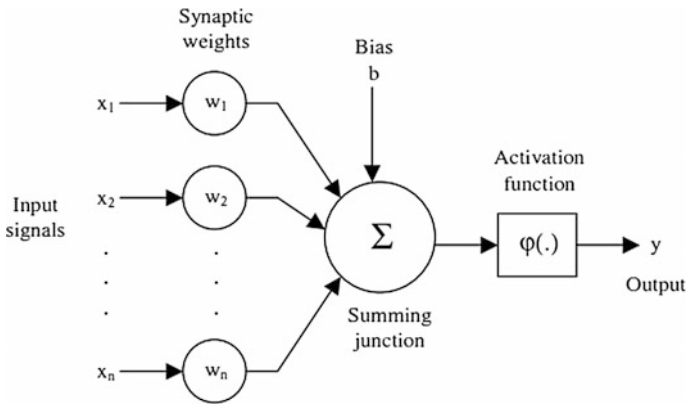 Synaptic
weights
Bias
b
x₁
w₁
Activation
function
Input
signals
x₂
w₂
Σ
φ(.)
y
Output
Summing
junction
xₙ
wₙ